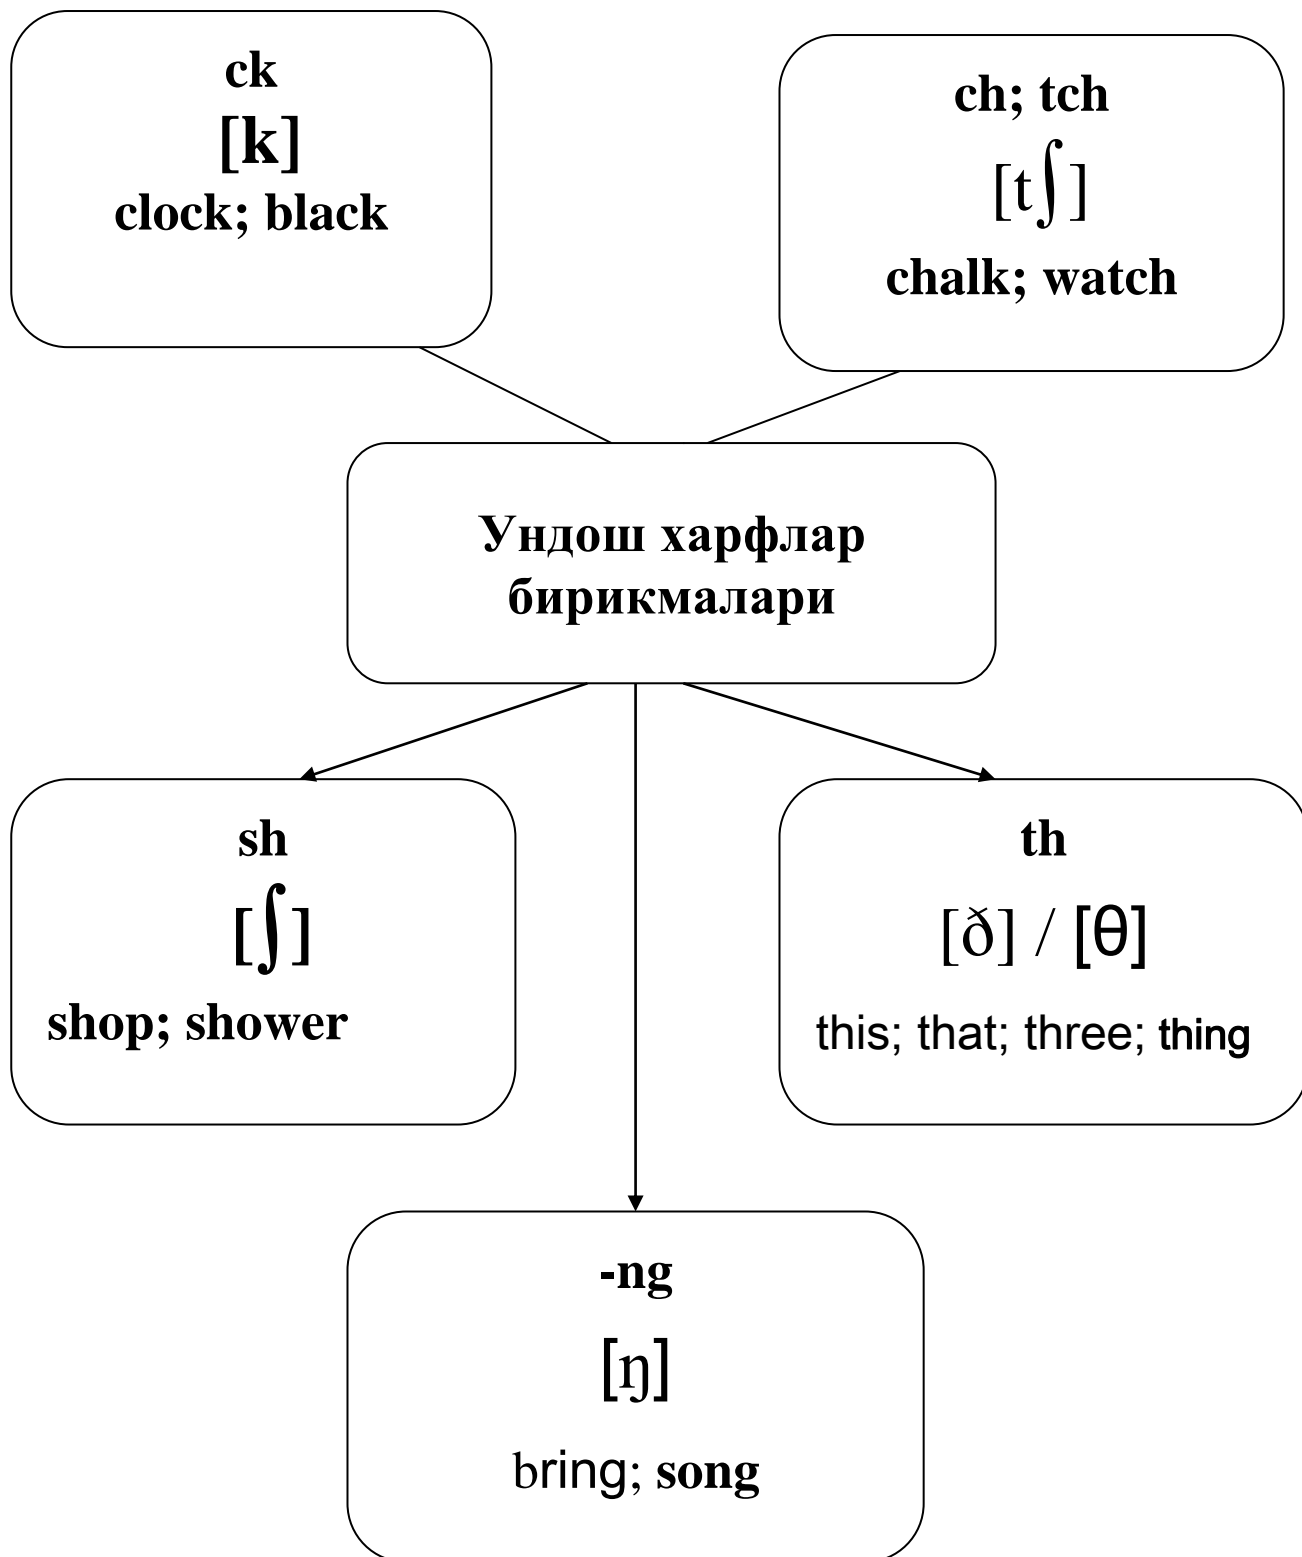 ck
[k]
clock; black
ch; tch
[t∫]
chalk; watch
Ундош харфлар
бирикмалари
sh
[∫]
shop; shower
th
[ð] / [θ]
this; that; three; thing
-ng
[ŋ]
bring; song